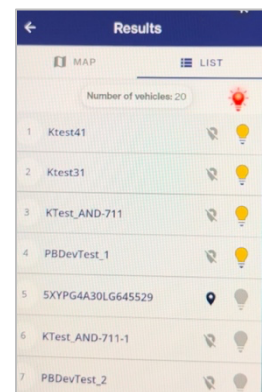 Results
MAP LIST
Number of vehicles: 20
1 Ktest41
2 Ktest31
3 KTest_AND-711
4 PBDevTest_1
5 5XYPG4A30LG645529
6 KTest_AND-711-1
7 PBDevTest_2